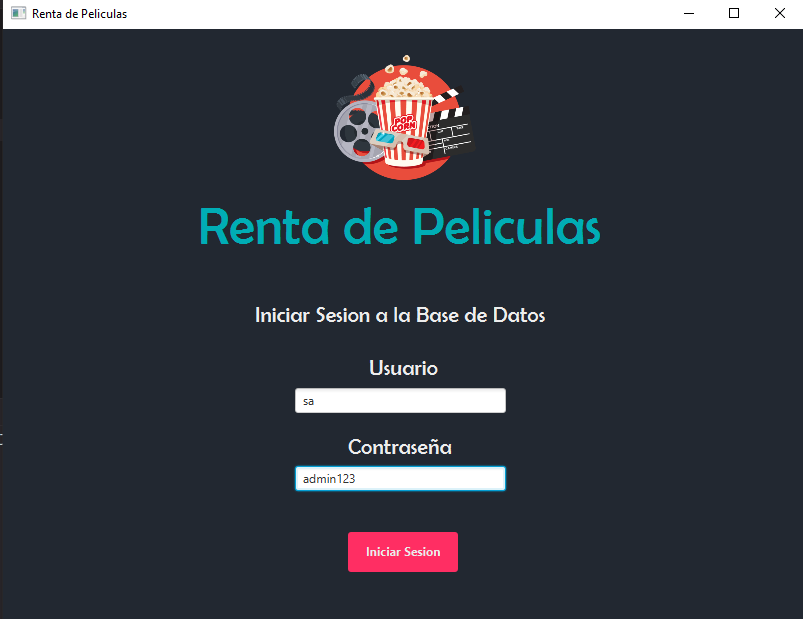 Renta de Peliculas
POP
CORN
Renta de Peliculas
Iniciar Sesion a la Base de Datos
Usuario
sa
Contraseña
admin123
Iniciar Sesion